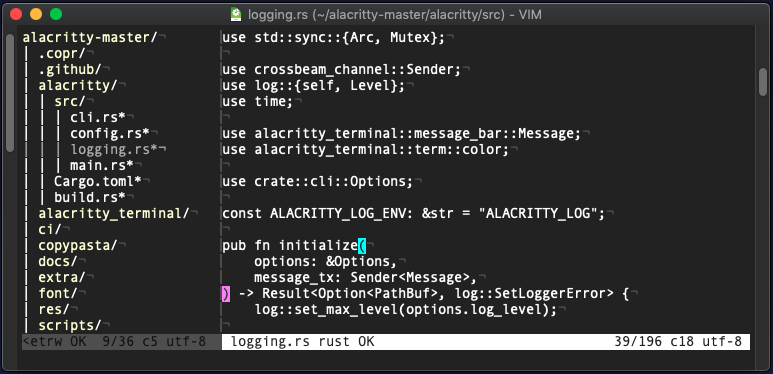 logging.rs (~/alacritty-master/alacritty/src) - VIM
alacritty-master/¬
| .copr/¬
| .github/¬
| alacritty/¬
| | src/¬
| | | cli.rs*¬
| | | config.rs*¬
| | | logging.rs*¬
| | | main.rs*¬
| | Cargo.toml*¬
| | build.rs*¬
| alacritty_terminal/¬
| ci/¬
| copypasta/¬
| docs/¬
| extra/¬
| font/¬
| res/¬
| scripts/¬
<etrw OK 9/36 c5 utf-8
use std::sync::{Arc, Mutex};¬
¬
use crossbeam_channel::Sender;¬
use log::{self, Level};¬
use time;¬
¬
use alacritty_terminal::message_bar::Message;¬
use alacritty_terminal::term::color;¬
¬
use crate::cli::Options;¬
¬
const ALACRITTY_LOG_ENV: &str = "ALACRITTY_LOG";¬
¬
pub fn initialize(¬
    options: &Options,¬
    message_tx: Sender<Message>,¬
) -> Result<Option<PathBuf>, log::SetLoggerError> {¬
    log::set_max_level(options.log_level);¬
¬
logging.rs rust OK 39/196 c18 utf-8